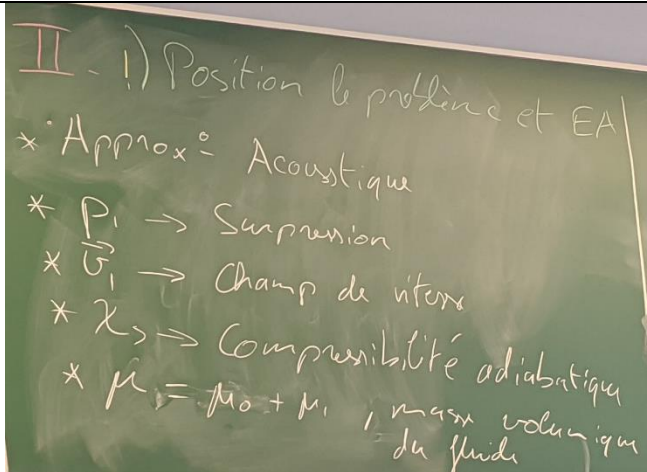 II. 1) Position le problème et EA
* Approx: Acoustique
* P₁ → Surpression
* v⃗₁ → Champ de vitesse
* χₛ → Compressibilité adiabatique
* μ = μ₀ + μ₁, masse volumique
du fluide